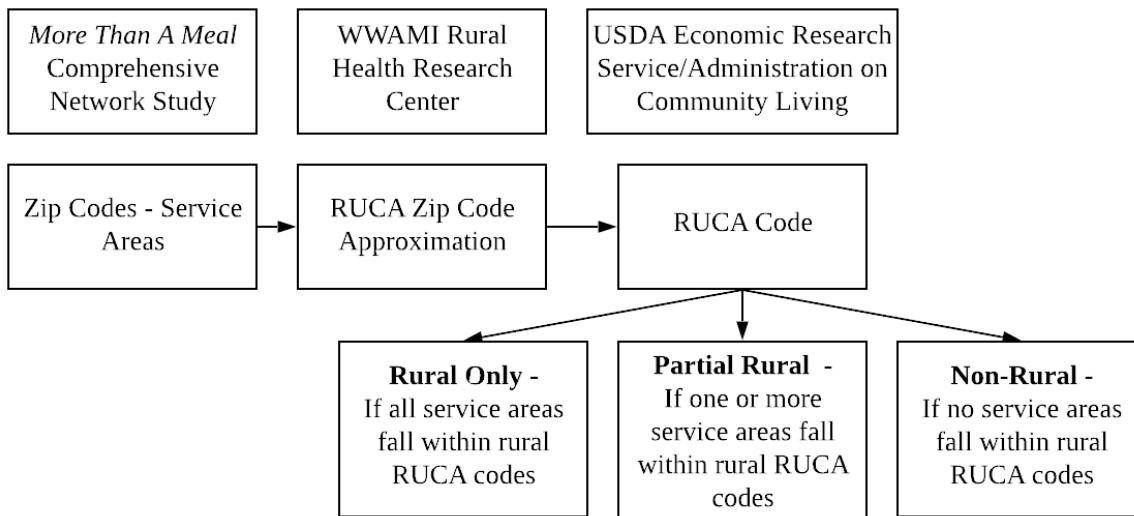 More Than A Meal
Comprehensive
Network Study
WWAMI Rural
Health Research
Center
USDA Economic Research
Service/Administration on
Community Living
Zip Codes - Service
Areas
RUCA Zip Code
Approximation
RUCA Code
Rural Only -
If all service areas
fall within rural
RUCA codes
Partial Rural -
If one or more
service areas fall
within rural RUCA
codes
Non-Rural -
If no service areas
fall within rural
RUCA codes